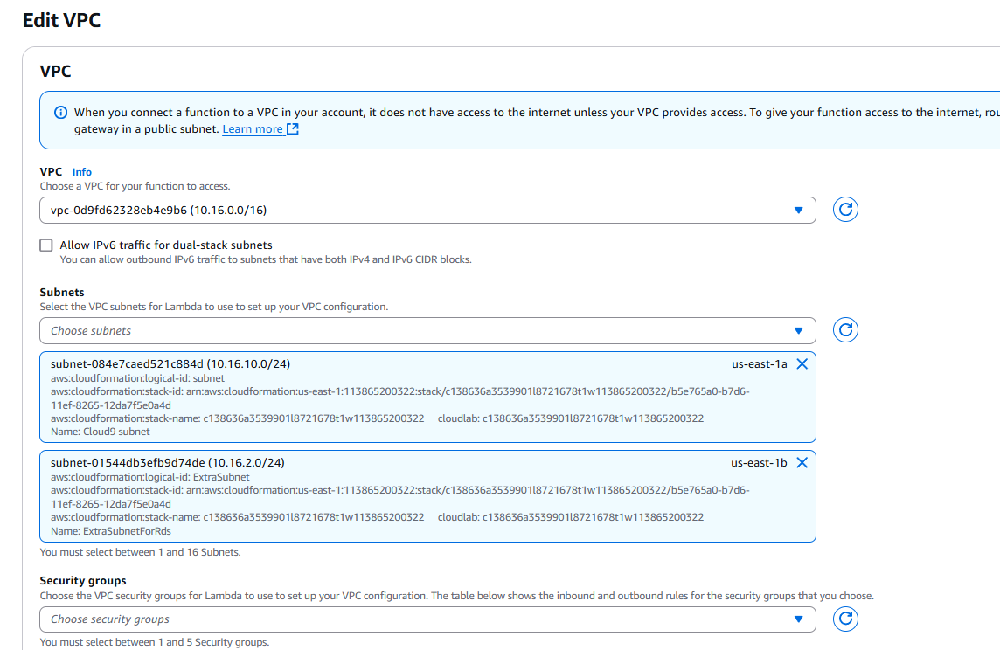 Edit VPC
VPC
When you connect a function to a VPC in your account, it does not have access to the internet unless your VPC provides access. To give your function access to the internet, rou
gateway in a public subnet. Learn more
VPC Info
Choose a VPC for your function to access.
vpc-0d9fd62328eb4e9b6 (10.16.0.0/16)
Allow IPv6 traffic for dual-stack subnets
You can allow outbound IPv6 traffic to subnets that have both IPv4 and IPv6 CIDR blocks.
Subnets
Select the VPC subnets for Lambda to use to set up your VPC configuration.
Choose subnets
subnet-084e7caed521c884d (10.16.10.0/24) us-east-1a
aws:cloudformation:logical-id: subnet
aws:cloudformation:stack-id: arn:aws:cloudformation:us-east-1:113865200322:stack/c138636a3539901l8721678t1w113865200322/b5e765a0-b7d6-
11ef-8265-12da7f5e0a4d
aws:cloudformation:stack-name: c138636a3539901l8721678t1w113865200322 cloudlab: c138636a3539901l8721678t1w113865200322
Name: Cloud9 subnet
subnet-01544db3efb9d74de (10.16.2.0/24) us-east-1b
aws:cloudformation:logical-id: ExtraSubnet
aws:cloudformation:stack-id: arn:aws:cloudformation:us-east-1:113865200322:stack/c138636a3539901l8721678t1w113865200322/b5e765a0-b7d6-
11ef-8265-12da7f5e0a4d
aws:cloudformation:stack-name: c138636a3539901l8721678t1w113865200322 cloudlab: c138636a3539901l8721678t1w113865200322
Name: ExtraSubnetForRds
You must select between 1 and 16 Subnets.
Security groups
Choose the VPC security groups for Lambda to use to set up your VPC configuration. The table below shows the inbound and outbound rules for the security groups that you choose.
Choose security groups
You must select between 1 and 5 Security groups.